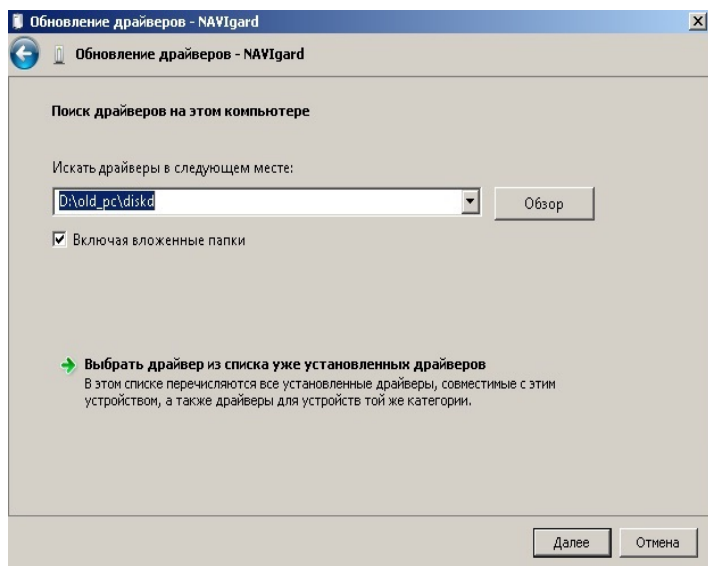 Обновление драйверов - NAVIgard
Обновление драйверов - NAVIgard
Поиск драйверов на этом компьютере
Искать драйверы в следующем месте:
D:\old_pc\diskd
Обзор
Включая вложенные папки
Выбрать драйвер из списка уже установленных драйверов
В этом списке перечисляются все установленные драйверы, совместимые с этим
устройством, а также драйверы для устройств той же категории.
Далее
Отмена